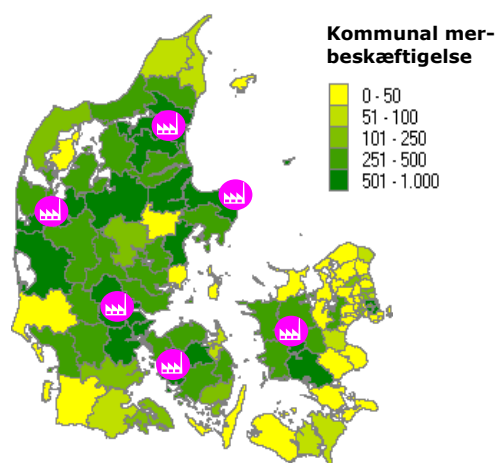 Kommunal mer-
beskæftigelse
0 - 50
51 - 100
101 - 250
251 - 500
501 - 1.000